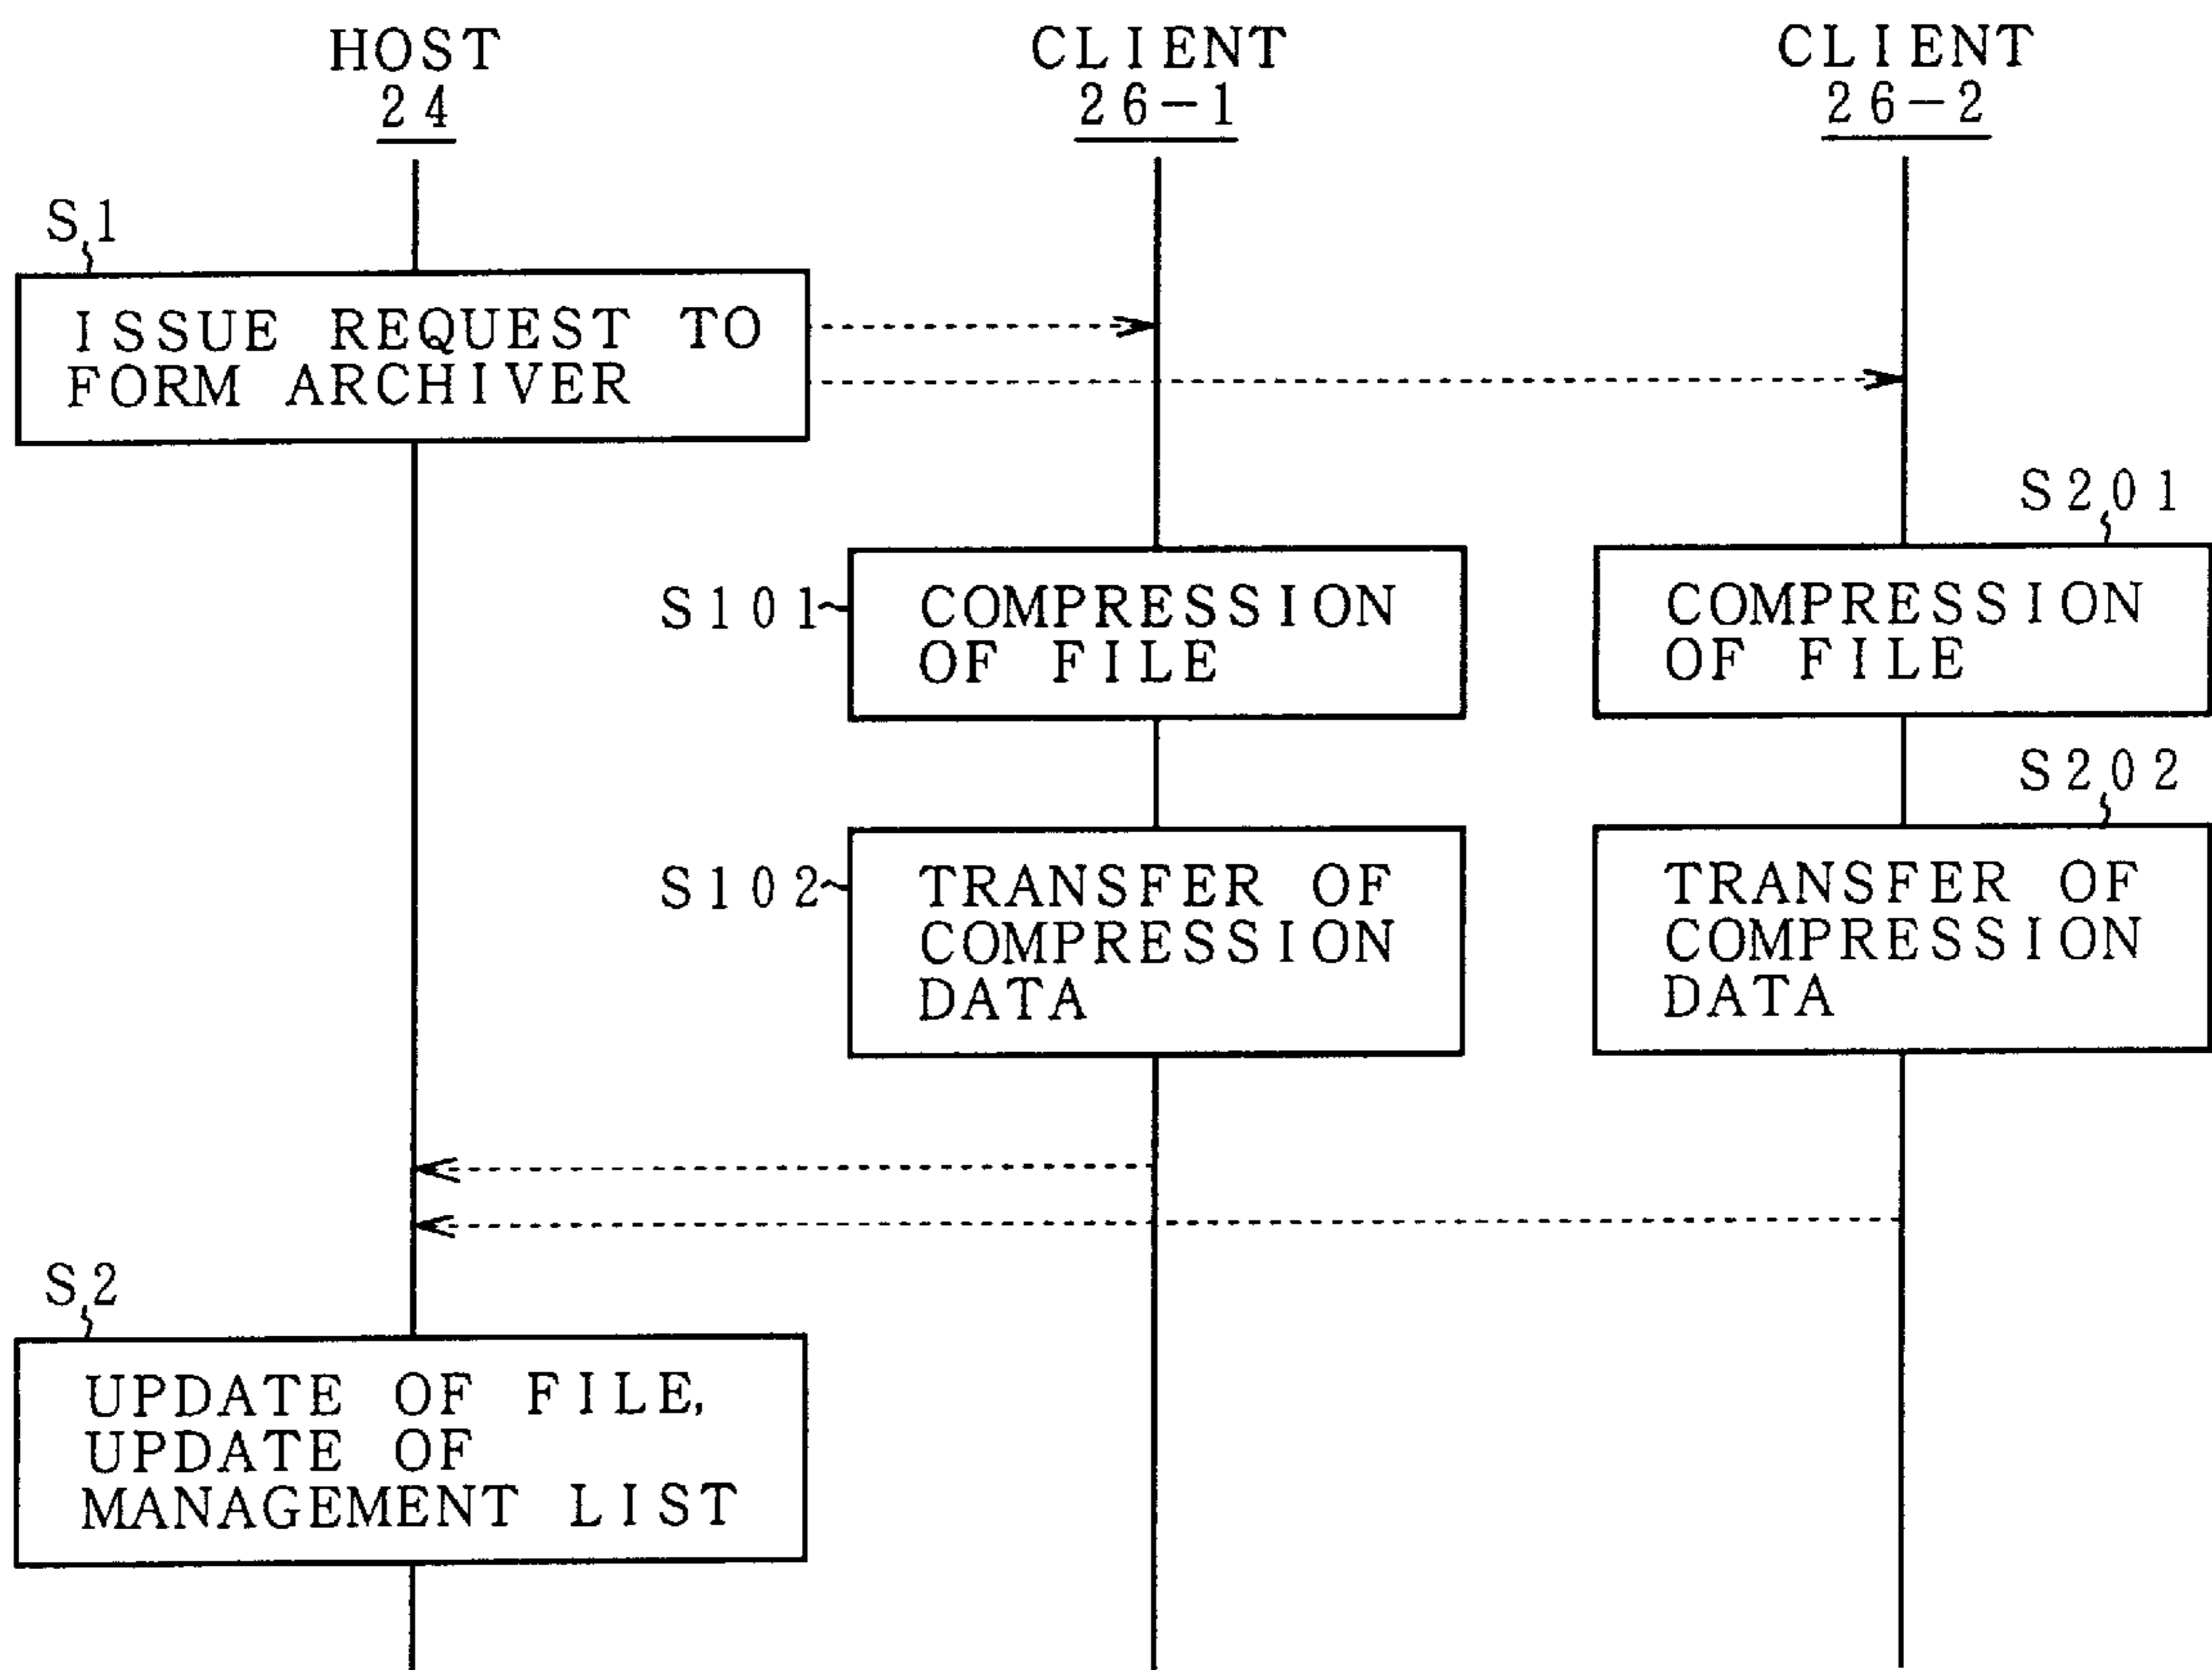 HOST
24
CLIENT
26-1
CLIENT
26-2
S1
ISSUE REQUEST TO
FORM ARCHIVER
S201
S101
COMPRESSION
OF FILE
COMPRESSION
OF FILE
S202
S102
TRANSFER OF
COMPRESSION
DATA
TRANSFER OF
COMPRESSION
DATA
S2
UPDATE OF FILE,
UPDATE OF
MANAGEMENT LIST